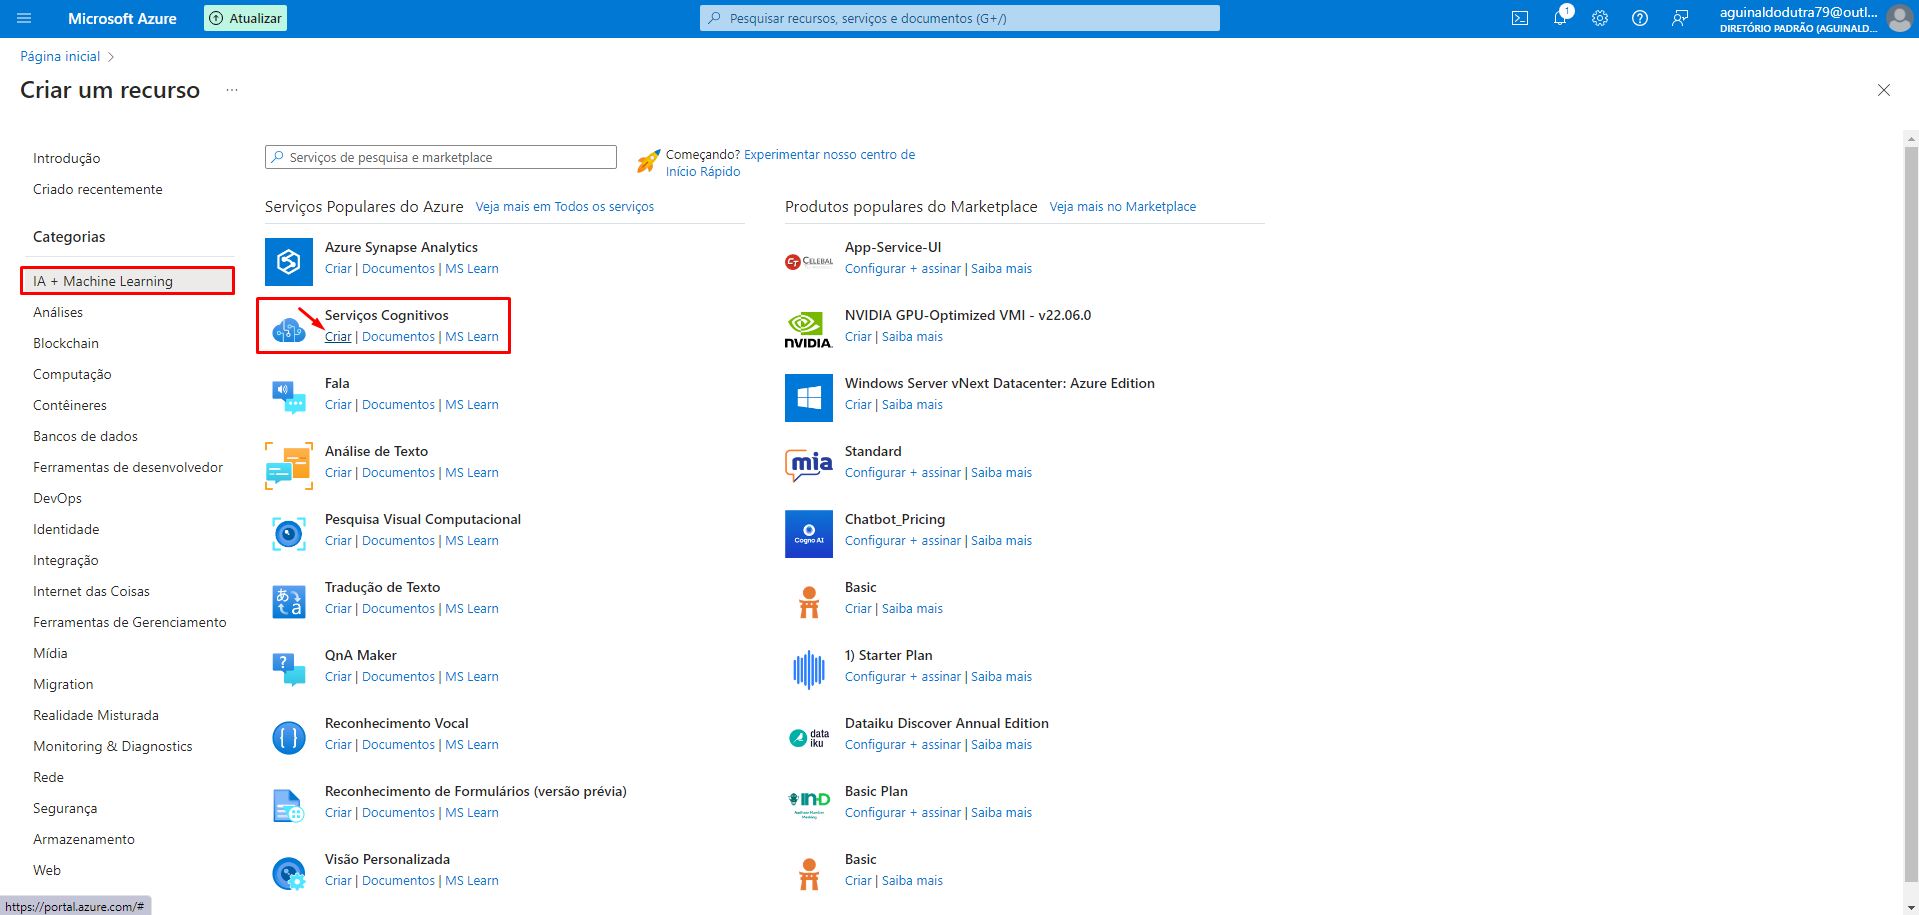 Microsoft Azure
Atualizar
Pesquisar recursos, serviços e documentos (G+/)
1
aguinaldodutra79@outl...
DIRETÓRIO PADRÃO (AGUINALD...
Página inicial
Criar um recurso
...
Introdução
Criado recentemente
Categorias
IA + Machine Learning
Análises
Blockchain
Computação
Contêineres
Bancos de dados
Ferramentas de desenvolvedor
DevOps
Identidade
Integração
Internet das Coisas
Ferramentas de Gerenciamento
Mídia
Migration
Realidade Misturada
Monitoring & Diagnostics
Rede
Segurança
Armazenamento
Web
Serviços de pesquisa e marketplace
Começando? Experimentar nosso centro de
Início Rápido
Serviços Populares do Azure Veja mais em Todos os serviços
Azure Synapse Analytics
Criar | Documentos | MS Learn
Serviços Cognitivos
Criar | Documentos | MS Learn
Fala
Criar | Documentos | MS Learn
Análise de Texto
Criar | Documentos | MS Learn
Pesquisa Visual Computacional
Criar | Documentos | MS Learn
あ
a
Tradução de Texto
Criar | Documentos | MS Learn
?
QnA Maker
Criar | Documentos | MS Learn
{}
Reconhecimento Vocal
Criar | Documentos | MS Learn
Reconhecimento de Formulários (versão prévia)
Criar | Documentos | MS Learn
Visão Personalizada
Criar | Documentos | MS Learn
Produtos populares do Marketplace Veja mais no Marketplace
CT CELEBAL
App-Service-UI
Configurar + assinar | Saiba mais
NVIDIA.
NVIDIA GPU-Optimized VMI - v22.06.0
Criar | Saiba mais
Windows Server vNext Datacenter: Azure Edition
Criar | Saiba mais
mia
Standard
Configurar + assinar | Saiba mais
Cogno AI
Chatbot_Pricing
Configurar + assinar | Saiba mais
Basic
Criar | Saiba mais
1) Starter Plan
Configurar + assinar | Saiba mais
data
iku
Dataiku Discover Annual Edition
Configurar + assinar | Saiba mais
IN-D
Basic Plan
Configurar + assinar | Saiba mais
Basic
Criar | Saiba mais
https://portal.azure.com/#